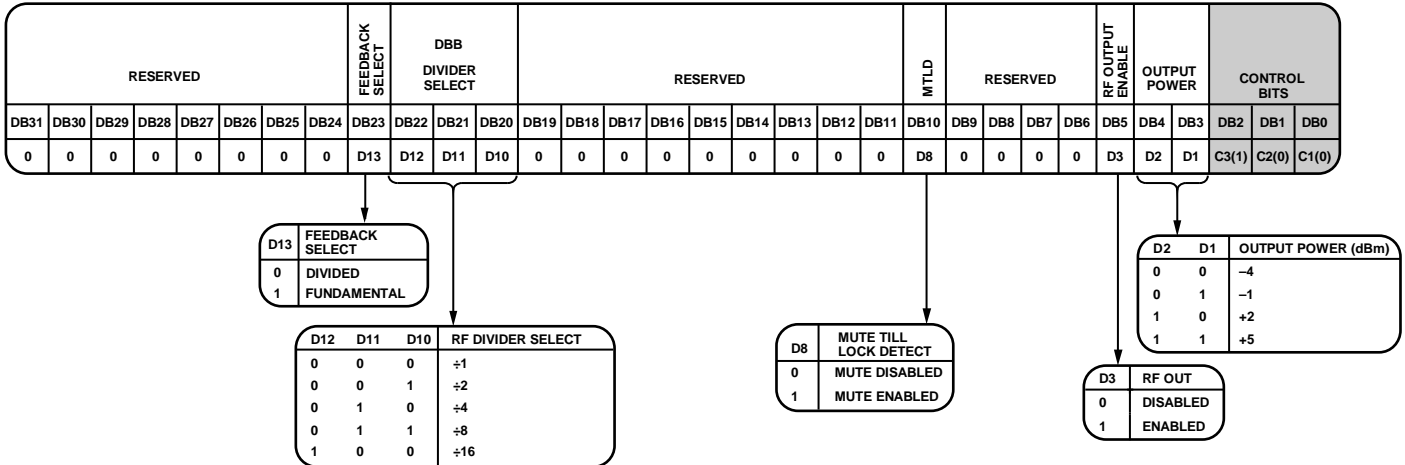 RESERVED
FEEDBACK
SELECT
DBB
DIVIDER
SELECT
RESERVED
MTLD
RESERVED
RF OUTPUT
ENABLE
OUTPUT
POWER
CONTROL
BITS
DB31 DB30 DB29 DB28 DB27 DB26 DB25 DB24 DB23 DB22 DB21 DB20 DB19 DB18 DB17 DB16 DB15 DB14 DB13 DB12 DB11 DB10 DB9 DB8 DB7 DB6 DB5 DB4 DB3 DB2 DB1 DB0
0 0 0 0 0 0 0 0 D13 D12 D11 D10 0 0 0 0 0 0 0 0 0 D8 0 0 0 0 D3 D2 D1 C3(1) C2(0) C1(0)
D13 FEEDBACK
SELECT
0 DIVIDED
1 FUNDAMENTAL
D12 D11 D10 RF DIVIDER SELECT
0 0 0 ÷1
0 0 1 ÷2
0 1 0 ÷4
0 1 1 ÷8
1 0 0 ÷16
D8 MUTE TILL
LOCK DETECT
0 MUTE DISABLED
1 MUTE ENABLED
D3 RF OUT
0 DISABLED
1 ENABLED
D2 D1 OUTPUT POWER (dBm)
0 0 –4
0 1 –1
1 0 +2
1 1 +5